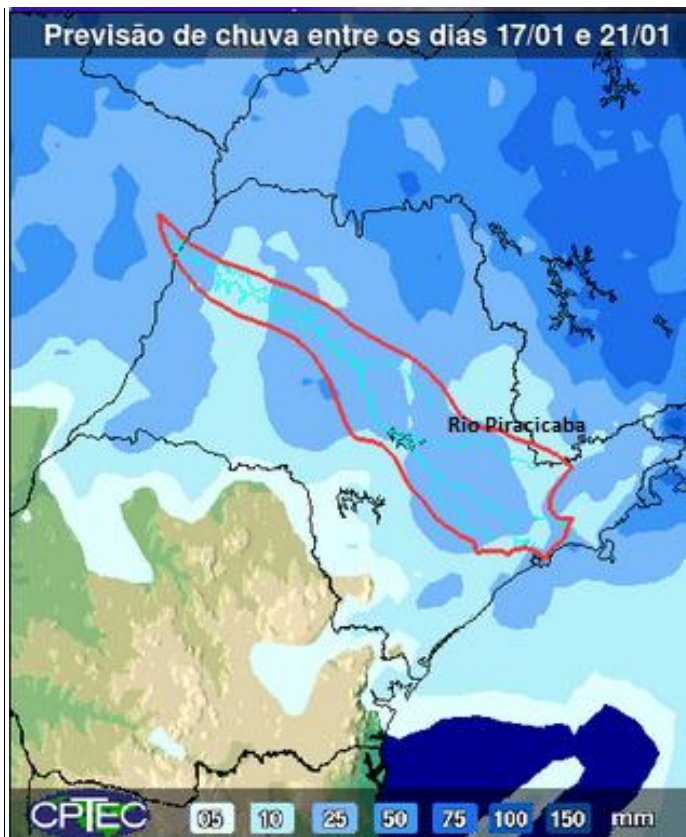 Previsão de chuva entre os dias 17/01 e 21/01
Rio Piracicaba
CPTEC 05 10 25 50 75 100 150 mm